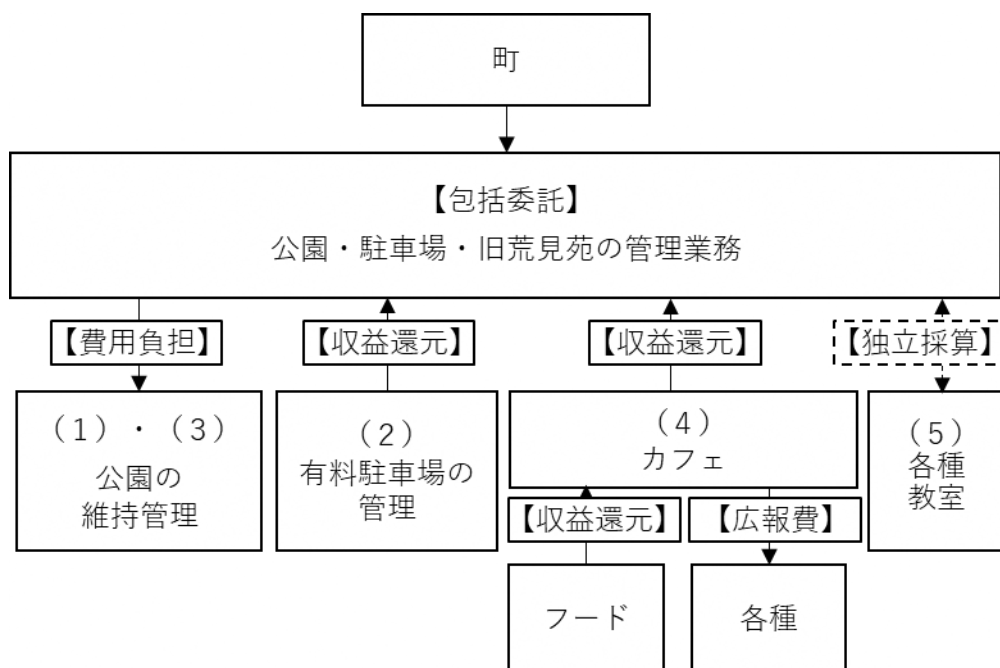 町
【包括委託】
公園・駐車場・旧荒見苑の管理業務
【費用負担】
【収益還元】
【収益還元】
【独立採算】
（1）・（3）
公園の
維持管理
（2）
有料駐車場の
管理
（4）
カフェ
（5）
各種
教室
【収益還元】
【広報費】
フード
各種